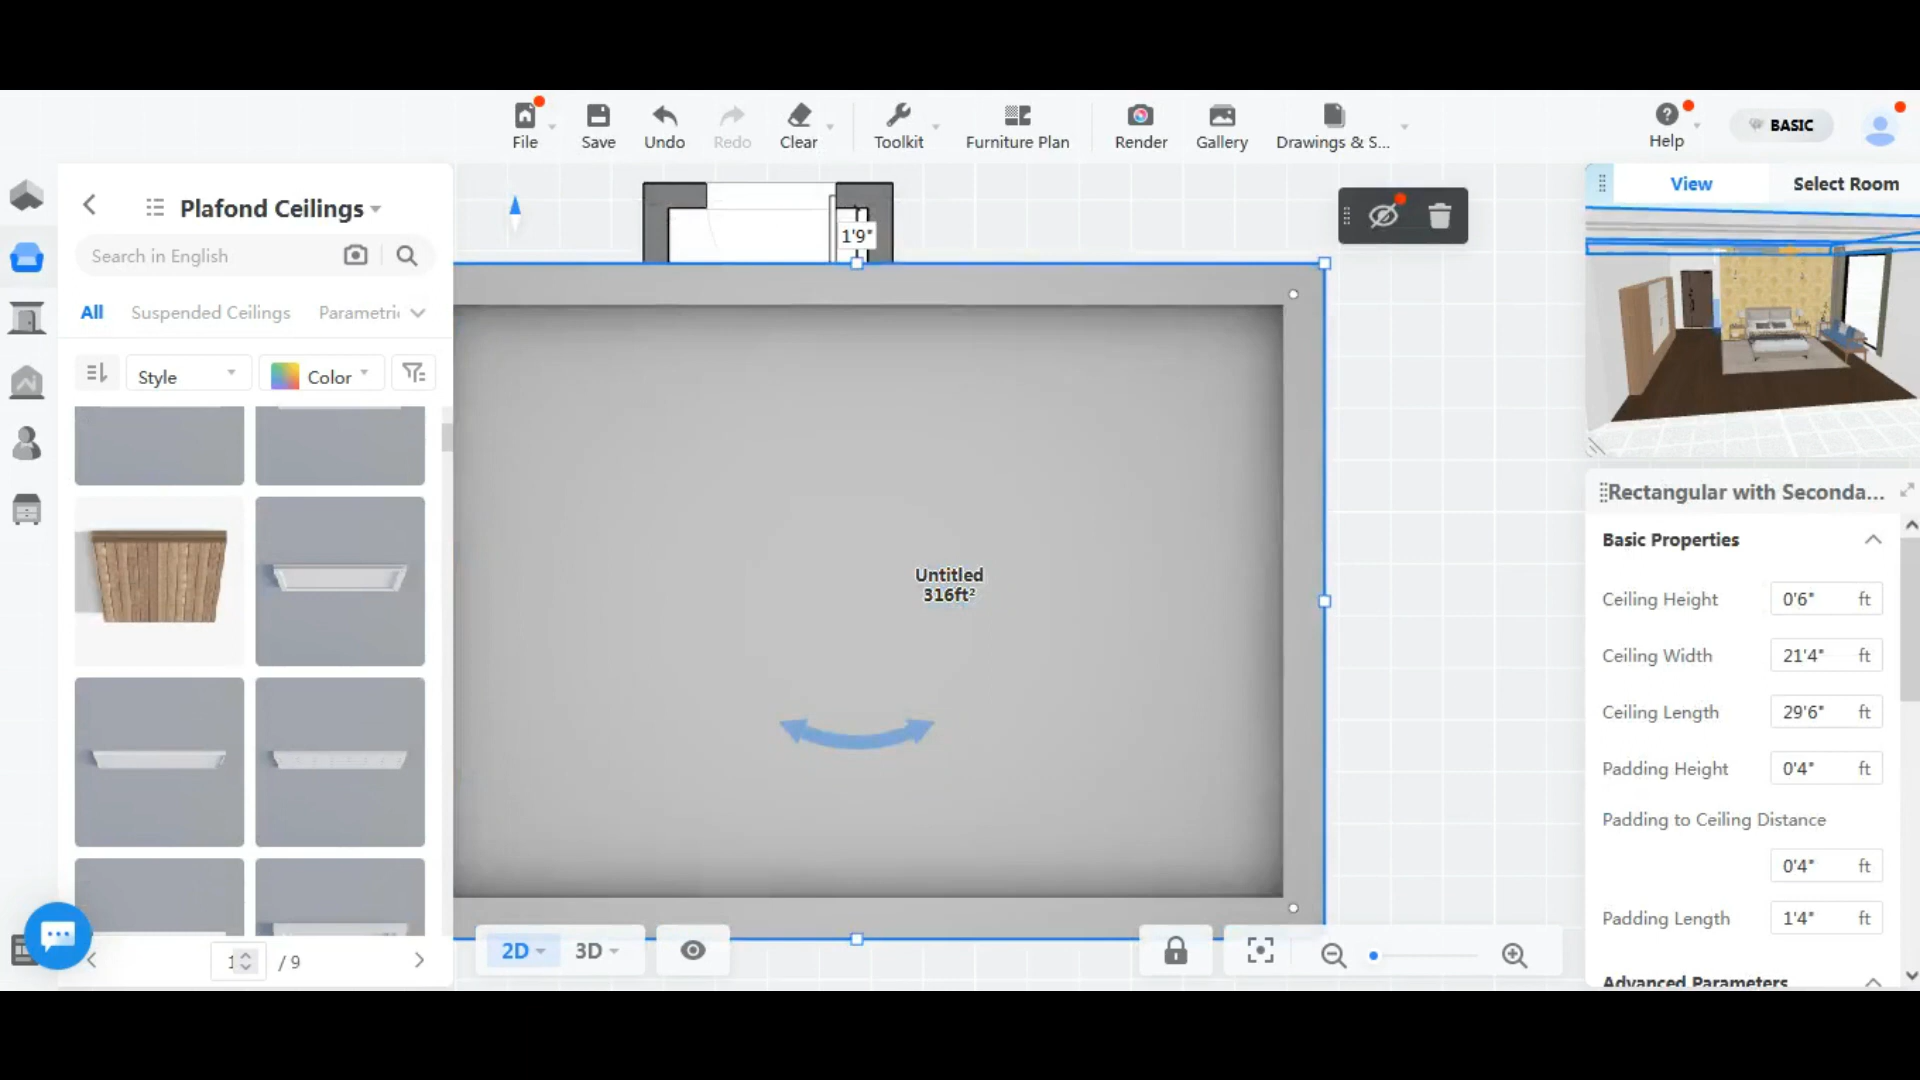 File
Save
Undo
Redo
Clear
Toolkit
Furniture Plan
Render
Gallery
Drawings & S...
Help
BASIC
Plafond Ceilings
Search in English
All
Suspended Ceilings
Parametri
Style
Color
1 / 9
1'9"
Untitled
316ft²
2D
3D
View
Select Room
Rectangular with Seconda...
Basic Properties
Ceiling Height 0'6" ft
Ceiling Width 21'4" ft
Ceiling Length 29'6" ft
Padding Height 0'4" ft
Padding to Ceiling Distance
0'4" ft
Padding Length 1'4" ft
Advanced Parameters